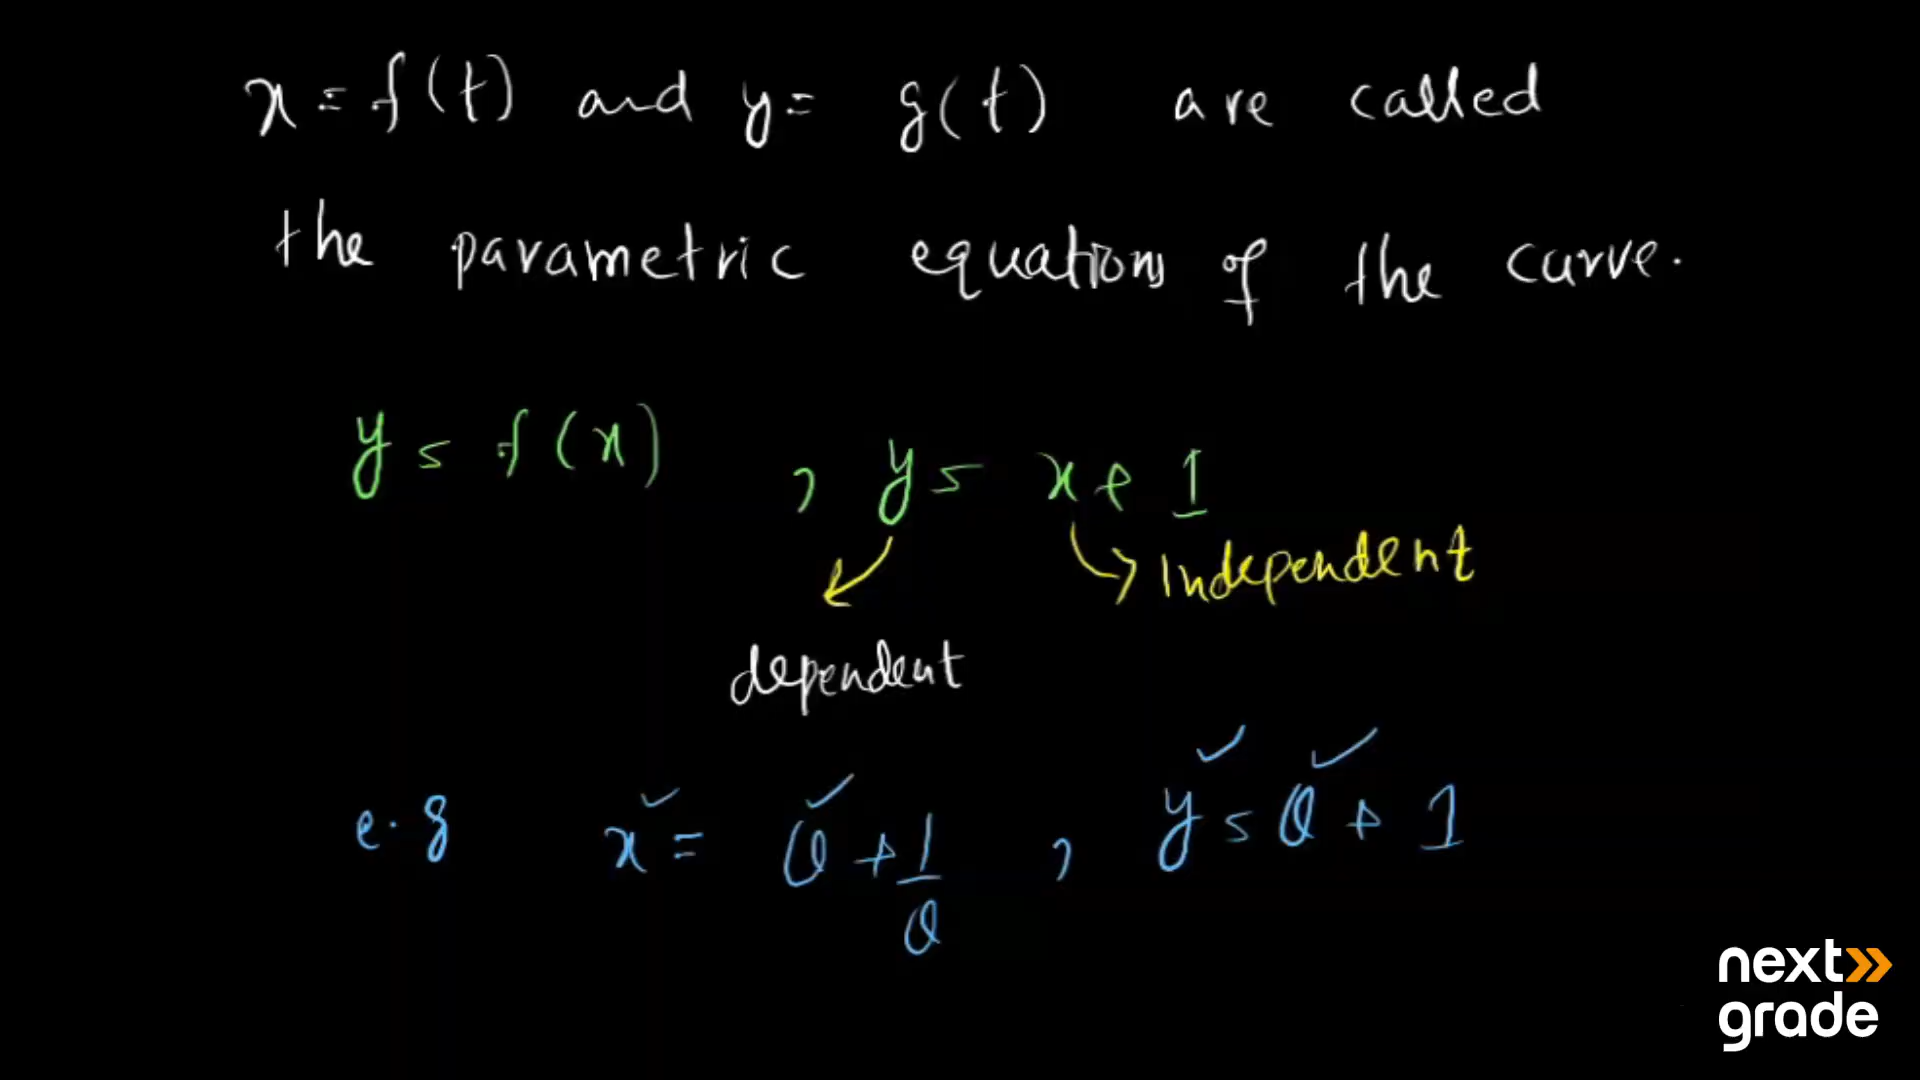 x = f(t) and y = g(t) are called
the parametric equations of the curve.
y = f(x) , y = x + 1
Independent
dependent
e.g x = θ + 1/θ , y = θ + 1
next
grade